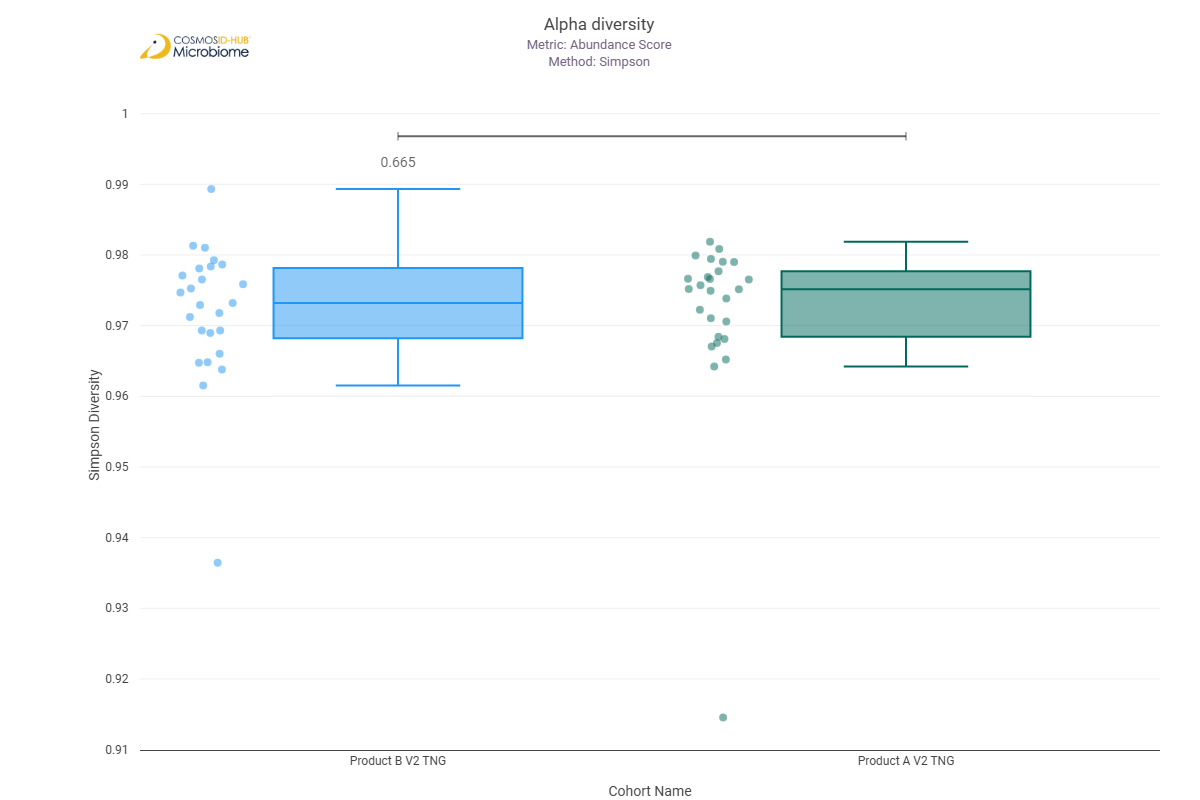 Alpha diversity
Metric: Abundance Score
Method: Simpson
COSMOSID-HUB
Microbiome
1
0.665
0.99
0.98
0.97
0.96
0.95
0.94
0.93
0.92
0.91
Simpson Diversity
Product B V2 TNG
Product A V2 TNG
Cohort Name